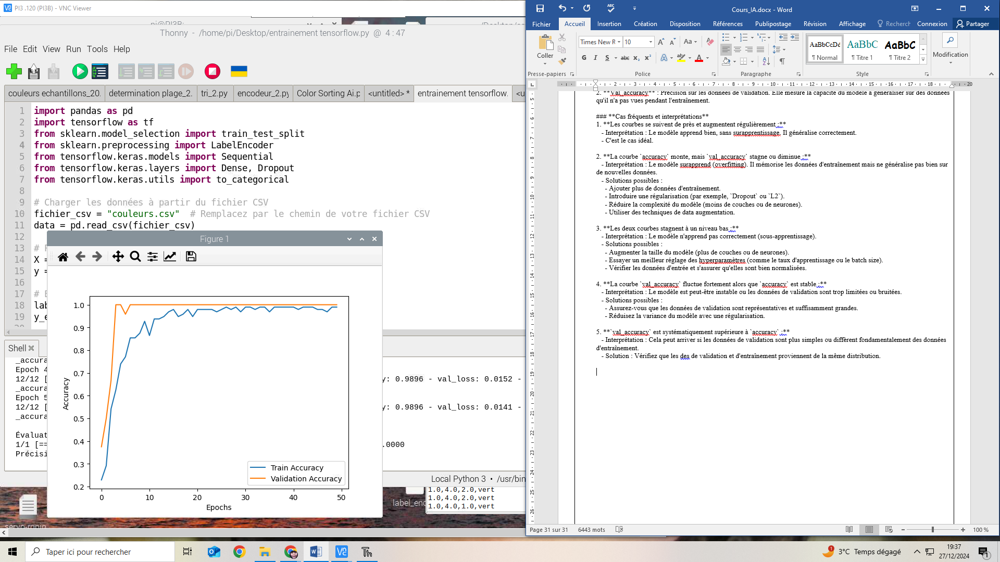 PI3 .120 (PI3B) - VNC Viewer
Thonny - /home/pi/Desktop/entrainement tensorflow.py @ 4 : 47
File Edit View Run Tools Help
couleurs echantillons_20.
determination plage_2.
tri_2.py
encodeur_2.py
Color Sorting Ai.p
<untitled> *
entrainement tensorflow.
<u
1 import pandas as pd
2 import tensorflow as tf
3 from sklearn.model_selection import train_test_split
4 from sklearn.preprocessing import LabelEncoder
5 from tensorflow.keras.models import Sequential
6 from tensorflow.keras.layers import Dense, Dropout
7 from tensorflow.keras.utils import to_categorical
8
9 # Charger les données à partir du fichier CSV
10 fichier_csv = "couleurs.csv" # Remplacez par le chemin de votre fichier CSV
11 data = pd.read_csv(fichier_csv)
12
13 #
14 X =
15 y =
16
17 #
18 lab
19 y_e
Figure 1
1.0
0.9
0.8
0.7
0.6
0.5
0.4
0.3
0.2
Accuracy
0 10 20 30 40 50
Epochs
Train Accuracy
Validation Accuracy
Shell
_accura
Epoch 4
12/12 [
y: 0.9896 - val_loss: 0.0152 -
_accura
Epoch 5
12/12 [
y: 0.9896 - val_loss: 0.0141 -
_accura
Évaluat
1/1 [==
.0000
Précisi
Local Python 3 • /usr/bin
1.0,4.0,2.0,vert
1.0,4.0,2.0,vert
1.0,4.0,1.0,vert
label_enc
Cours_IA.docx - Word
Fichier Accueil Insertion Création Disposition Références Publipostage Révision Affichage Recherch Connexion Partager
Coller
Times New R 10
G I S abc x₂ x²
AaBbCcDd ¶ Normal
AaBbC ¶ Titre 1
AaBbC ¶ Titre 2
Modification
Presse-papiers Police Paragraphe Style
2 1 2 3 4 5 6 7 8 9 10 11 12 13 14 15 16 17 18 20
2. **Val_accuracy** : Précision sur les données de validation. Elle mesure la capacité du modèle à généraliser sur des données
qu'il n'a pas vues pendant l'entraînement.
### **Cas fréquents et interprétations**
1. **Les courbes se suivent de près et augmentent régulièrement :**
- Interprétation : Le modèle apprend bien, sans surapprentissage. Il généralise correctement.
- C'est le cas idéal.
2. **La courbe `accuracy` monte, mais `val_accuracy` stagne ou diminue :**
- Interprétation : Le modèle surapprend (overfitting). Il mémorise les données d'entraînement mais ne généralise pas bien sur
de nouvelles données.
- Solutions possibles :
- Ajouter plus de données d'entraînement.
- Introduire une régularisation (par exemple, `Dropout` ou `L2`).
- Réduire la complexité du modèle (moins de couches ou de neurones).
- Utiliser des techniques de data augmentation.
3. **Les deux courbes stagnent à un niveau bas :**
- Interprétation : Le modèle n'apprend pas correctement (sous-apprentissage).
- Solutions possibles :
- Augmenter la taille du modèle (plus de couches ou de neurones).
- Essayer un meilleur réglage des hyperparamètres (comme le taux d'apprentissage ou le batch size).
- Vérifier les données d'entrée et s'assurer qu'elles sont bien normalisées.
4. **La courbe `val_accuracy` fluctue fortement alors que `accuracy` est stable :**
- Interprétation : Le modèle est peut-être instable ou les données de validation sont trop limitées ou bruitées.
- Solutions possibles :
- Assurez-vous que les données de validation sont représentatives et suffisamment grandes.
- Réduisez la variance du modèle avec une régularisation.
5. **`val_accuracy` est systématiquement supérieure à `accuracy` :**
- Interprétation : Cela peut arriver si les données de validation sont plus simples ou diffèrent fondamentalement des données
d'entraînement.
- Solution : Vérifiez que les des de validation et d'entraînement proviennent de la même distribution.
Page 31 sur 31 6443 mots
100 %
Taper ici pour rechercher
3°C Temps dégagé
19:37
27/12/2024